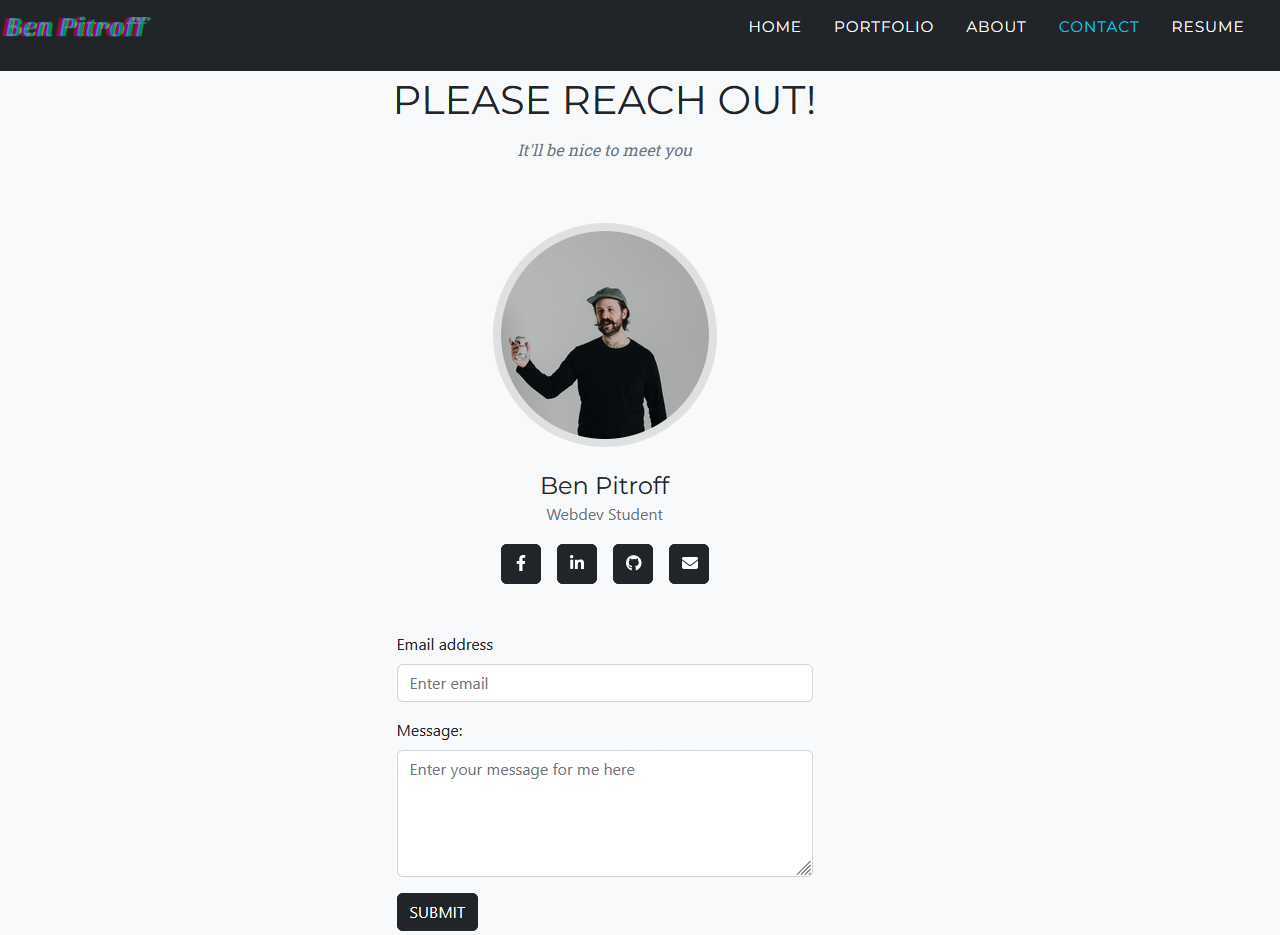 Ben Pitroff
HOME PORTFOLIO ABOUT CONTACT RESUME
PLEASE REACH OUT!
It'll be nice to meet you
Ben Pitroff
Webdev Student
Email address
Enter email
Message:
Enter your message for me here
SUBMIT